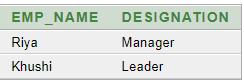 EMP_NAME DESIGNATION
Riya Manager
Khushi Leader